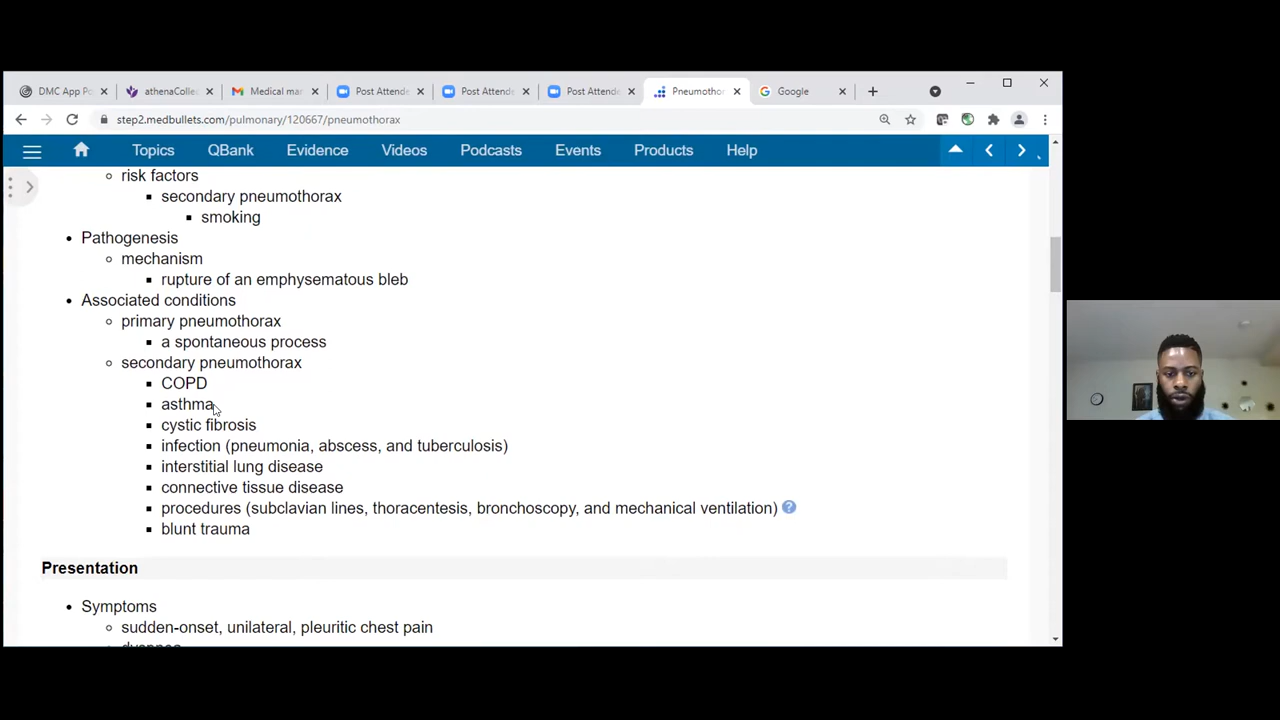 DMC App Po
athenaCollec
Medical mar
Post Attende
Post Attende
Post Attende
Pneumotho
Google
step2.medbullets.com/pulmonary/120667/pneumothorax
Topics QBank Evidence Videos Podcasts Events Products Help
risk factors
secondary pneumothorax
smoking
Pathogenesis
mechanism
rupture of an emphysematous bleb
Associated conditions
primary pneumothorax
a spontaneous process
secondary pneumothorax
COPD
asthma
cystic fibrosis
infection (pneumonia, abscess, and tuberculosis)
interstitial lung disease
connective tissue disease
procedures (subclavian lines, thoracentesis, bronchoscopy, and mechanical ventilation) ?
blunt trauma
Presentation
Symptoms
sudden-onset, unilateral, pleuritic chest pain